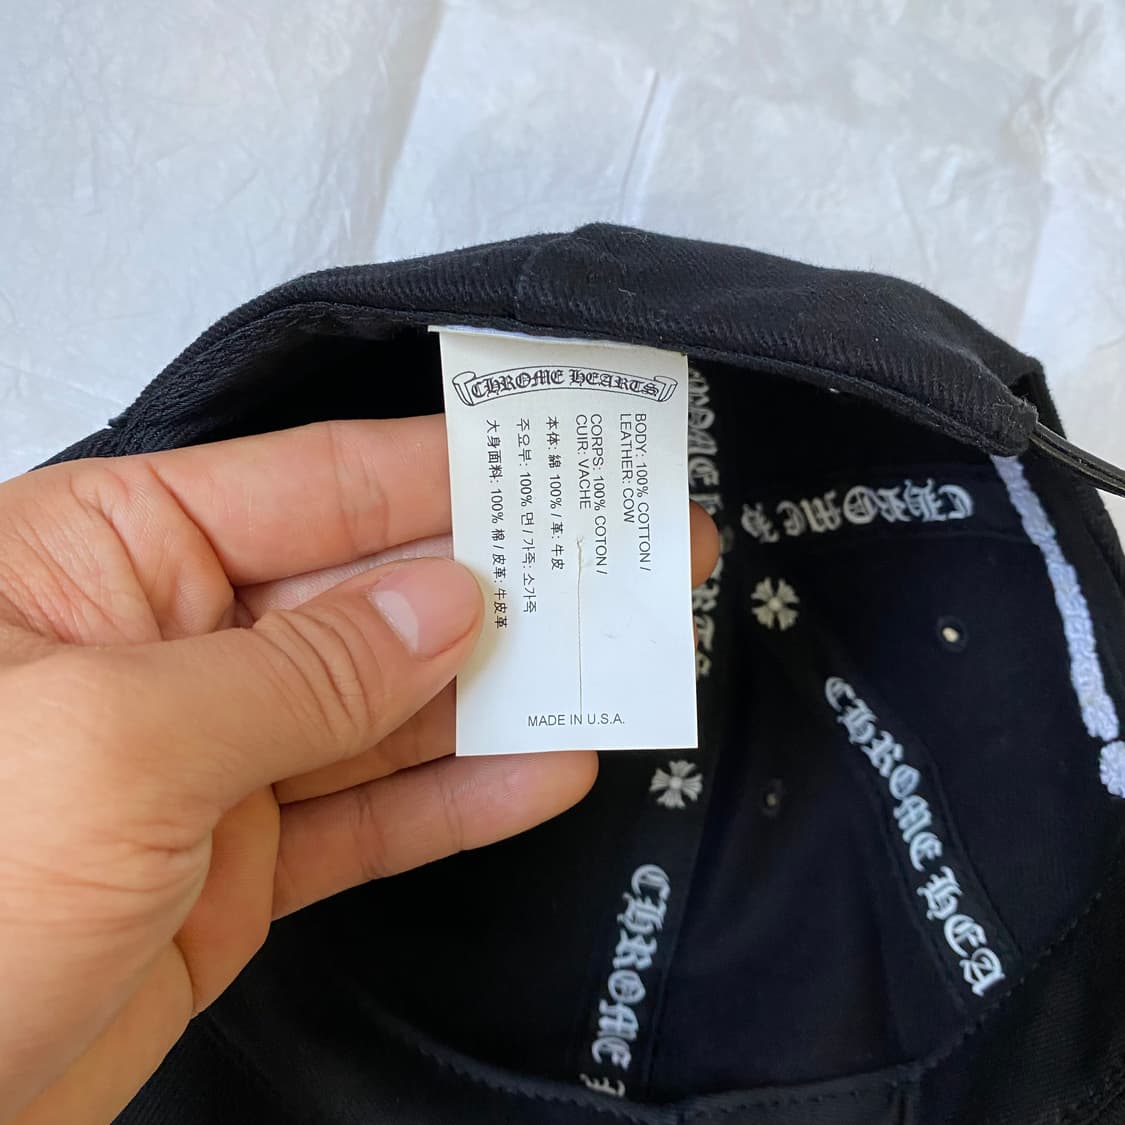 CHROME HEARTS
BODY: 100% COTTON /
LEATHER: COW
CORPS: 100% COTON /
CUIR: VACHE
本体: 綿 100% / 革: 牛皮
주요부: 100% 면 / 가죽: 소가죽
大身面料: 100% 棉 / 皮革: 牛皮革
MADE IN U.S.A.
CHROME H
CHROME HEARTS
CHROME HEA
CHROME H